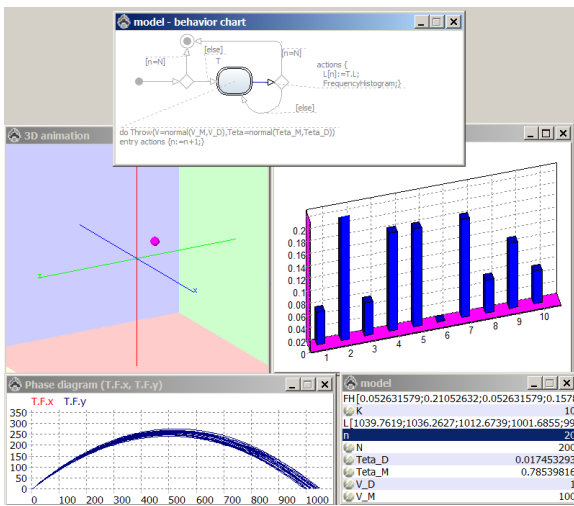 model - behavior chart
[else]
[n=N]
T
[n=N]
actions {
L[n]:=T.L;
FrequencyHistogram;}
[else]
do Throw(V=normal(V_M,V_D),Teta=normal(Teta_M,Teta_D))
entry actions {n:=n+1;}
3D animation
x
0.2
0.18
0.16
0.14
0.12
0.1
0.08
0.06
0.04
0.02
0
1 2 3 4 5 6 7 8 9 10
Phase diagram (T.F.x, T.F.y)
T.F.x T.F.y
350
300
250
200
150
100
50
0
0 100 200 300 400 500 600 700 800 900 1000
model
FH [0.052631579;0.21052632;0.052631579;0.1578
K 10
L [1039.7619;1036.2627;1012.6739;1001.6855;99
n 20
N 200
Teta_D 0.017453293
Teta_M 0.78539816
V_D 1
V_M 100